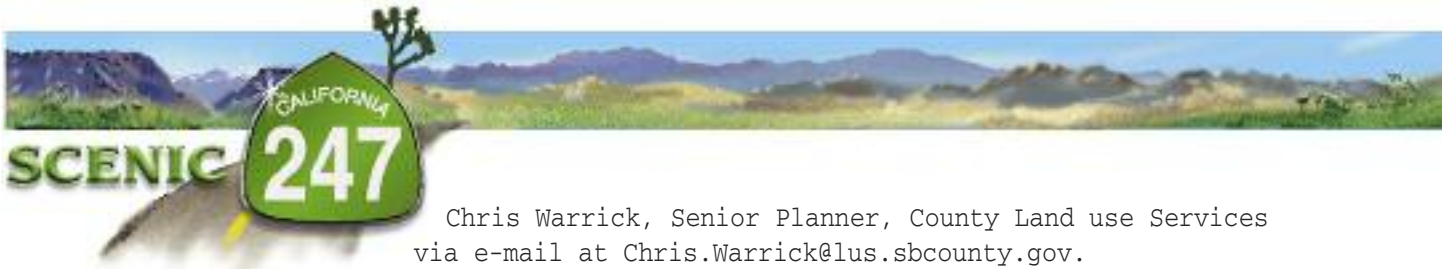 CALIFORNIA
SCENIC 247
Chris Warrick, Senior Planner, County Land use Services
via e-mail at Chris.Warrick@lus.sbcounty.gov.